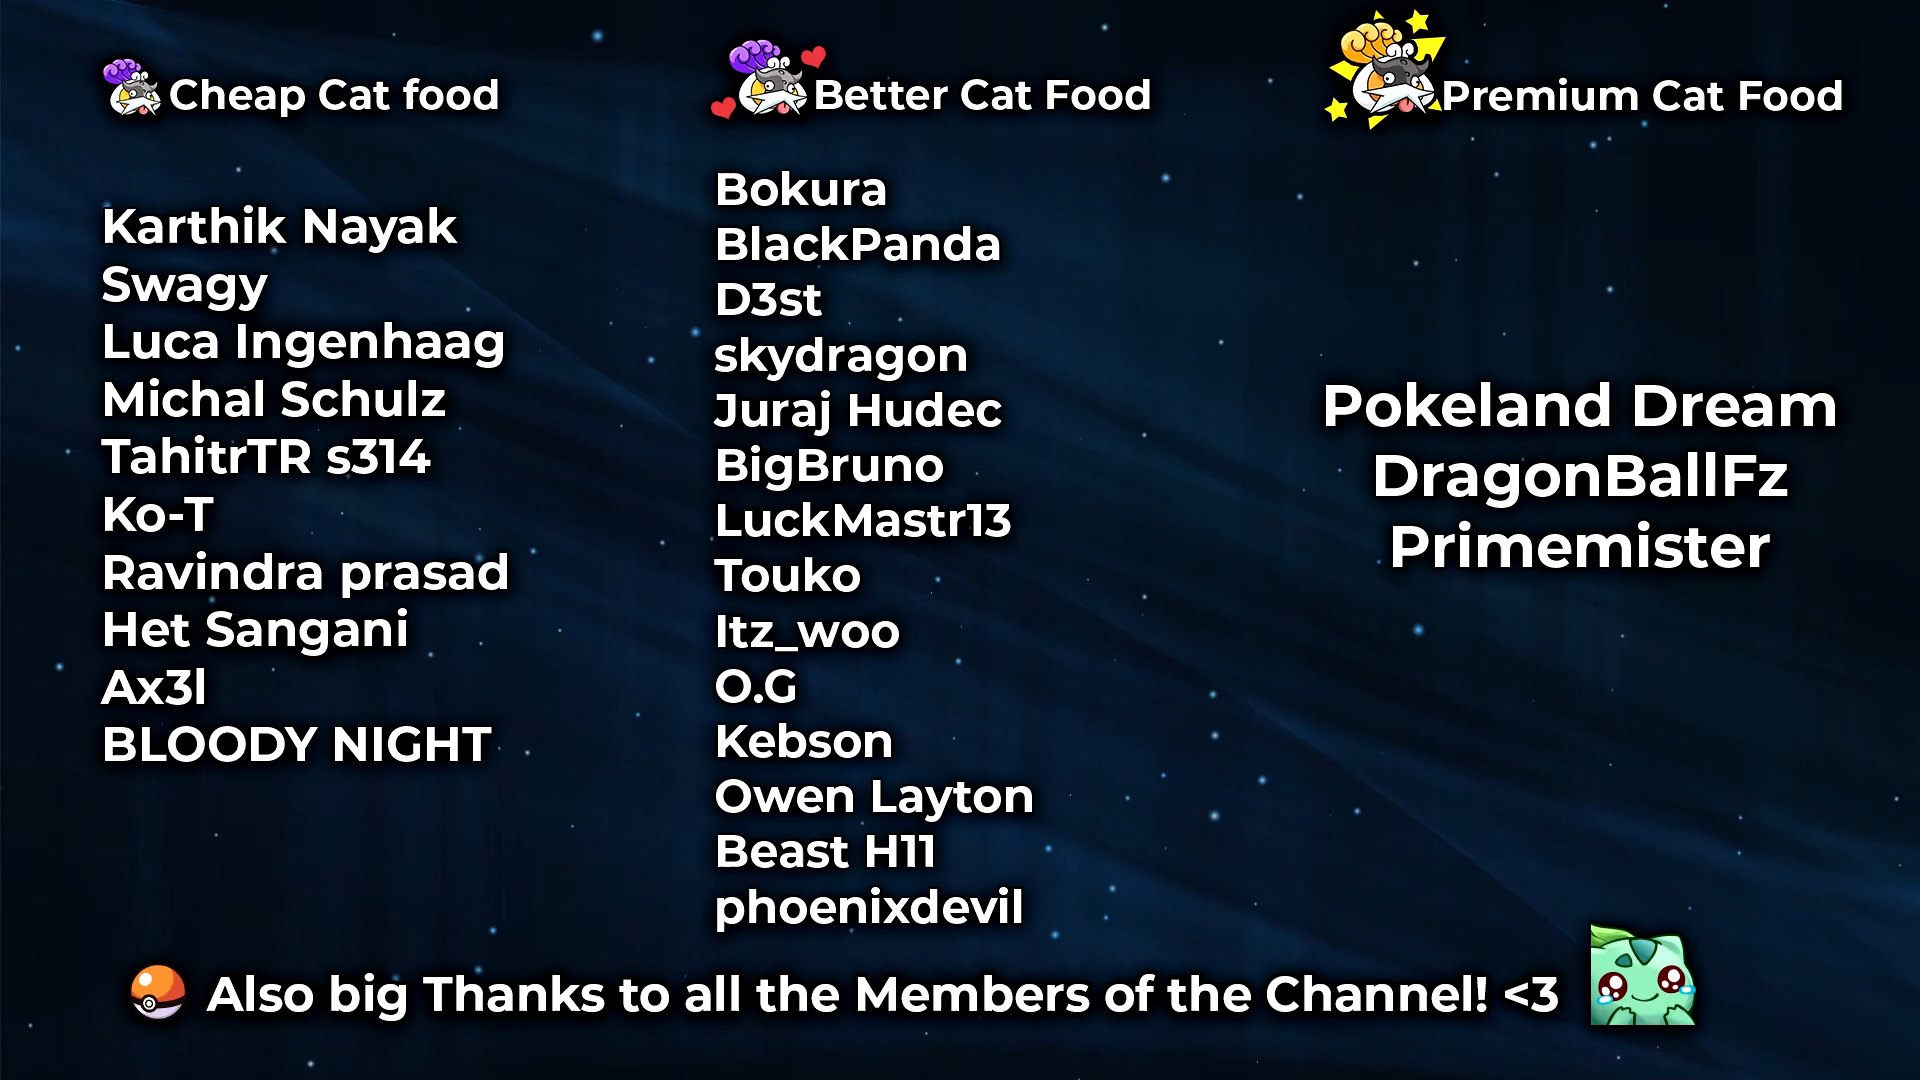 Cheap Cat food
Karthik Nayak
Swagy
Luca Ingenhaag
Michal Schulz
TahitrTR s314
Ko-T
Ravindra prasad
Het Sangani
Ax3l
BLOODY NIGHT
Better Cat Food
Bokura
BlackPanda
D3st
skydragon
Juraj Hudec
BigBruno
LuckMastr13
Touko
Itz_woo
O.G
Kebson
Owen Layton
Beast H11
phoenixdevil
Premium Cat Food
Pokeland Dream
DragonBallFz
Primemister
Also big Thanks to all the Members of the Channel! <3